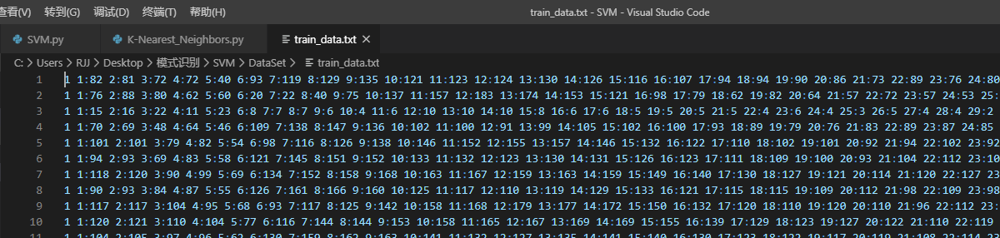 查看(V) 转到(G) 调试(D) 终端(T) 帮助(H) train_data.txt - SVM - Visual Studio Code
SVM.py K-Nearest_Neighbors.py train_data.txt ×
C: > Users > RJJ > Desktop > 模式识别 > SVM > DataSet > train_data.txt
1 1 1:82 2:81 3:72 4:72 5:40 6:93 7:119 8:129 9:135 10:121 11:123 12:124 13:130 14:126 15:116 16:107 17:94 18:94 19:90 20:86 21:73 22:89 23:76 24:80
2 1 1:76 2:88 3:80 4:62 5:60 6:20 7:22 8:40 9:75 10:137 11:157 12:183 13:174 14:153 15:121 16:98 17:79 18:62 19:82 20:64 21:57 22:72 23:57 24:53 25:
3 1 1:15 2:16 3:22 4:11 5:23 6:8 7:7 8:7 9:6 10:4 11:6 12:10 13:10 14:10 15:8 16:6 17:6 18:5 19:5 20:5 21:5 22:4 23:6 24:4 25:3 26:5 27:4 28:4 29:2
4 1 1:70 2:69 3:48 4:64 5:46 6:109 7:138 8:147 9:136 10:102 11:100 12:91 13:99 14:105 15:102 16:100 17:93 18:89 19:79 20:76 21:83 22:89 23:87 24:85
5 1 1:101 2:101 3:79 4:82 5:54 6:98 7:116 8:126 9:138 10:146 11:152 12:155 13:157 14:146 15:132 16:122 17:110 18:102 19:101 20:92 21:94 22:102 23:92
6 1 1:94 2:93 3:69 4:83 5:58 6:121 7:145 8:151 9:152 10:133 11:132 12:123 13:130 14:131 15:126 16:123 17:111 18:109 19:100 20:93 21:104 22:112 23:10
7 1 1:118 2:120 3:90 4:99 5:69 6:134 7:152 8:158 9:168 10:163 11:167 12:159 13:163 14:159 15:149 16:140 17:130 18:127 19:121 20:114 21:120 22:127 23
8 1 1:90 2:93 3:84 4:87 5:55 6:126 7:161 8:166 9:160 10:125 11:117 12:110 13:119 14:129 15:133 16:121 17:115 18:115 19:109 20:112 21:98 22:109 23:98
9 1 1:117 2:117 3:104 4:95 5:68 6:93 7:117 8:125 9:142 10:158 11:168 12:179 13:177 14:172 15:150 16:132 17:120 18:110 19:120 20:110 21:96 22:112 23:
10 1 1:120 2:121 3:110 4:104 5:77 6:116 7:144 8:144 9:153 10:158 11:165 12:167 13:169 14:169 15:155 16:139 17:129 18:123 19:127 20:122 21:110 22:119